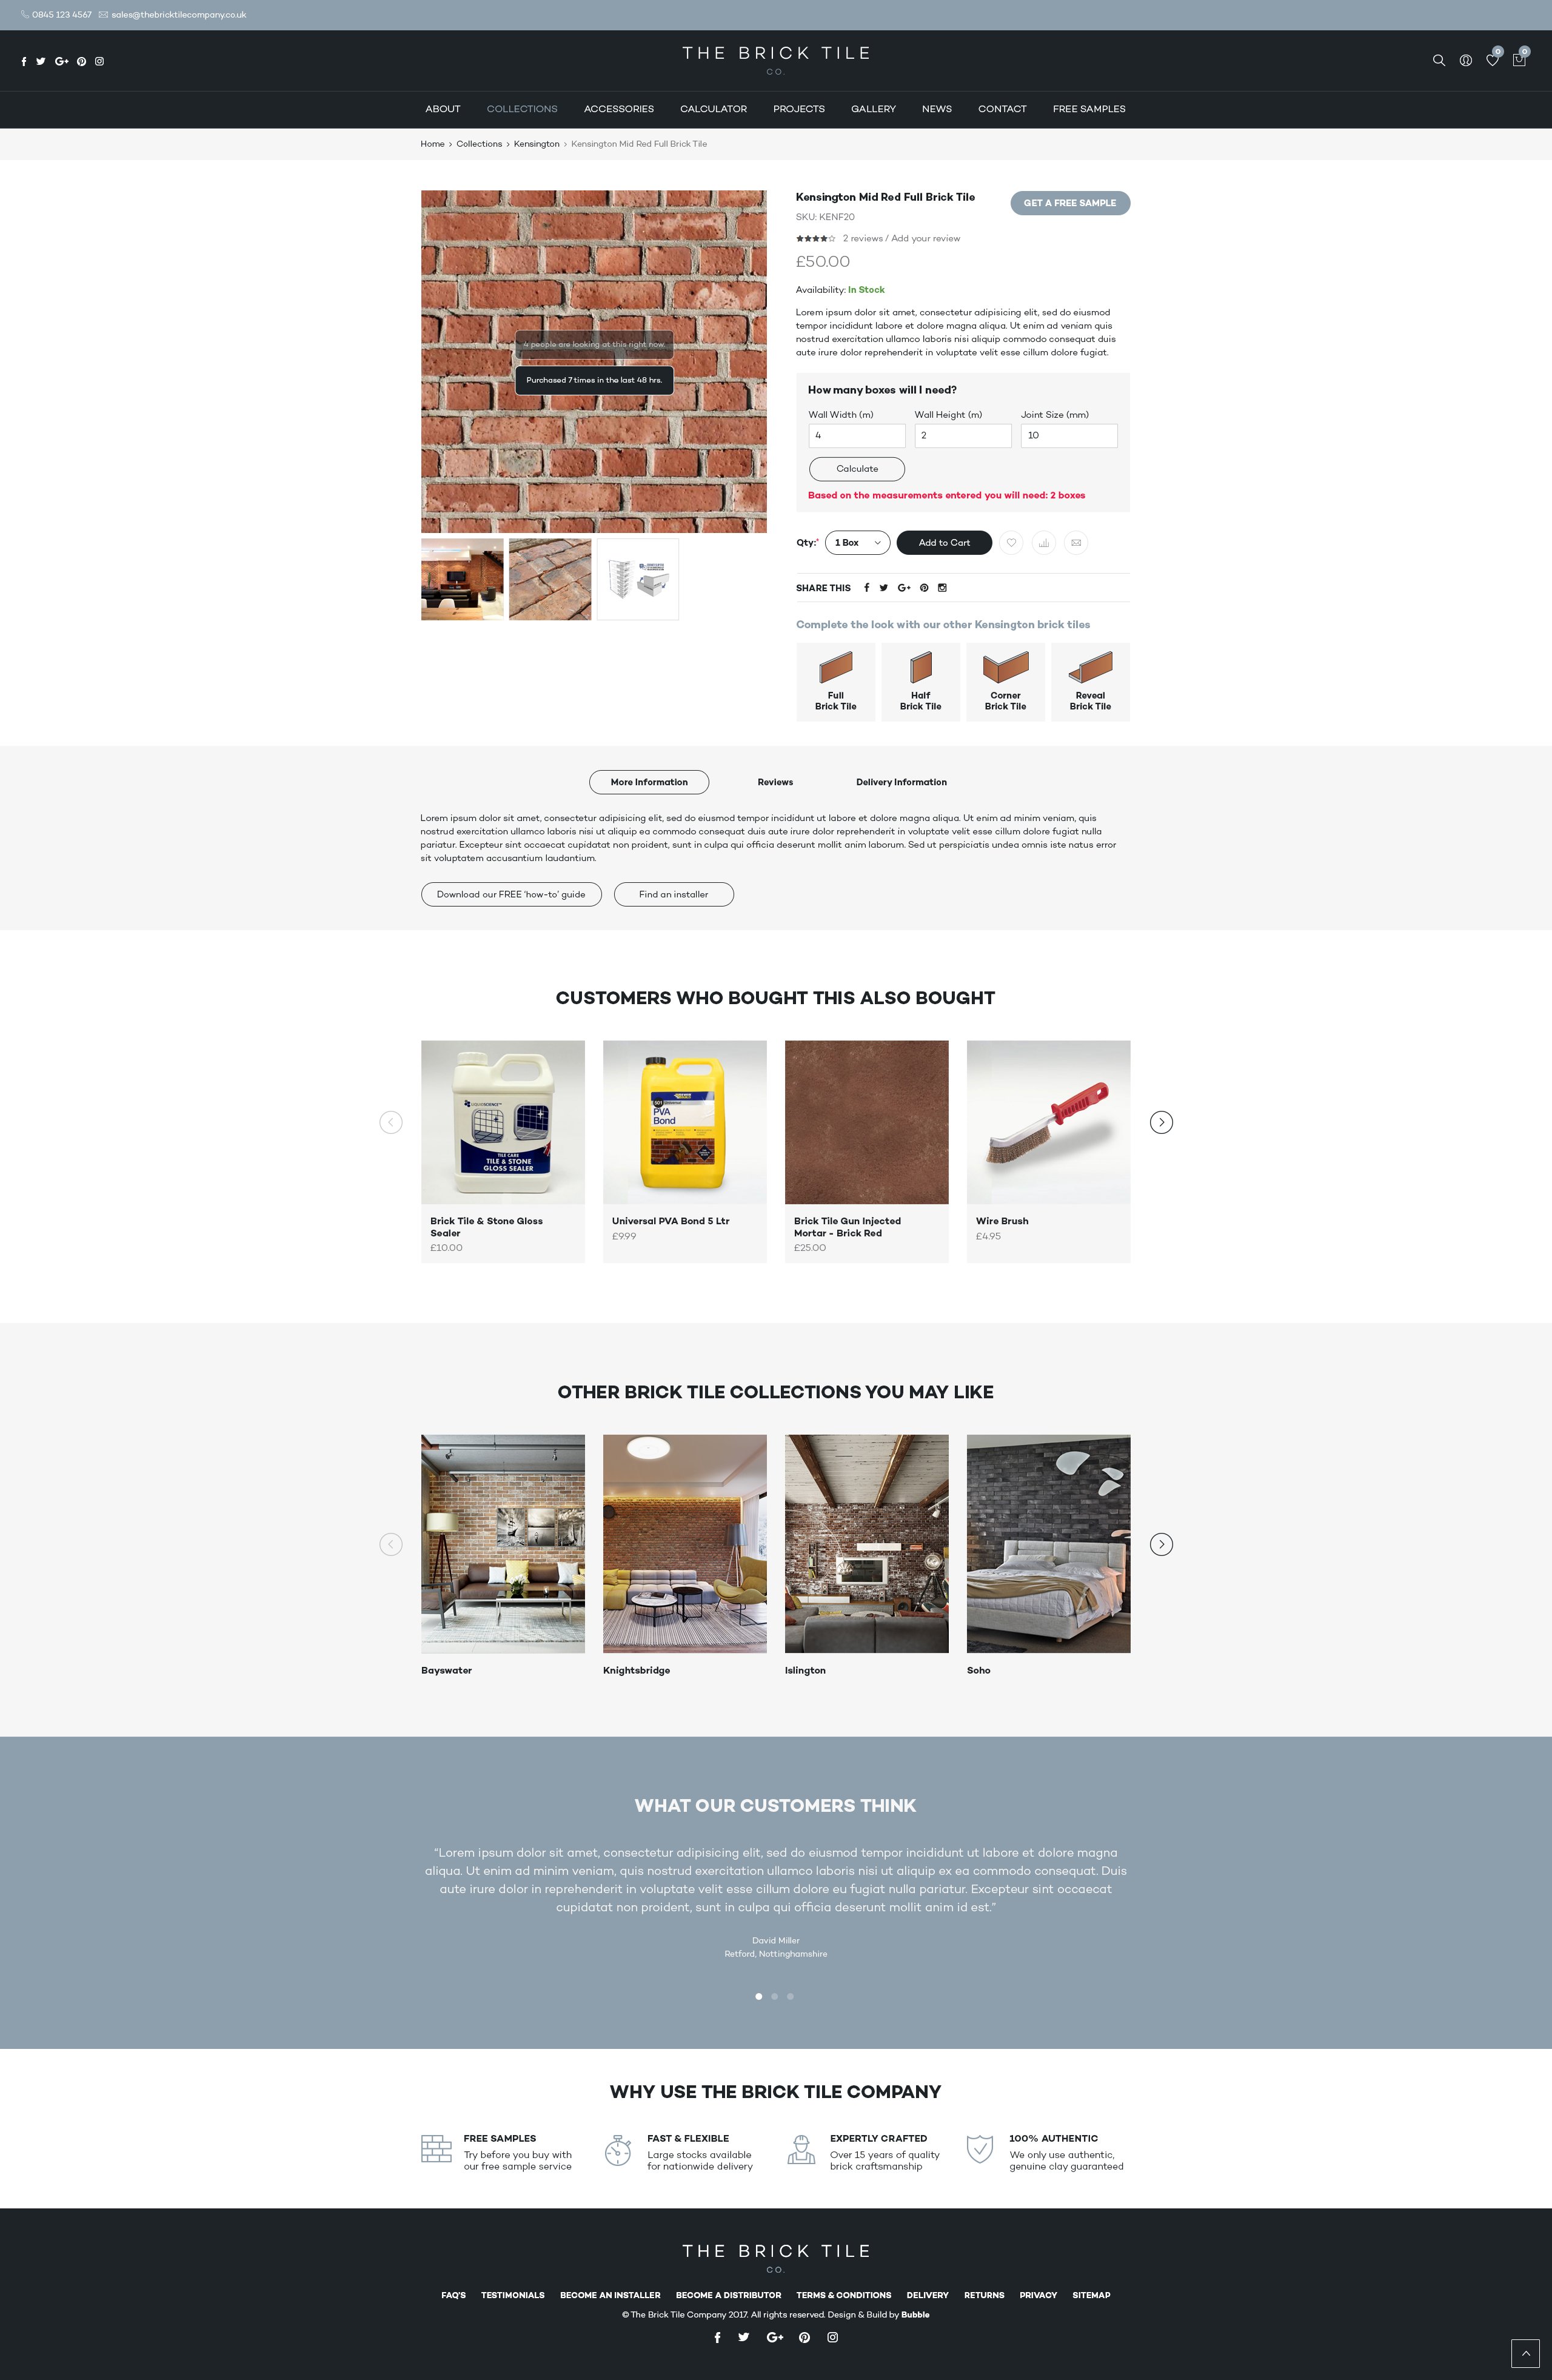 0845 123 4567 sales@thebricktilecompany.co.uk
THE BRICK TILE
CO.
0 0
ABOUT COLLECTIONS ACCESSORIES CALCULATOR PROJECTS GALLERY NEWS CONTACT FREE SAMPLES
Home > Collections > Kensington > Kensington Mid Red Full Brick Tile
Kensington Mid Red Full Brick Tile
GET A FREE SAMPLE
SKU: KENF20
2 reviews / Add your review
£50.00
Availability: In Stock
Lorem ipsum dolor sit amet, consectetur adipisicing elit, sed do eiusmod
tempor incididunt labore et dolore magna aliqua. Ut enim ad veniam quis
nostrud exercitation ullamco laboris nisi aliquip commodo consequat duis
aute irure dolor reprehenderit in voluptate velit esse cillum dolore fugiat.
4 people are looking at this right now.
Purchased 7 times in the last 48 hrs.
How many boxes will I need?
Wall Width (m) Wall Height (m) Joint Size (mm)
4 2 10
Calculate
Based on the measurements entered you will need: 2 boxes
Qty:* 1 Box Add to Cart
SHARE THIS
Complete the look with our other Kensington brick tiles
Full Half Corner Reveal
Brick Tile Brick Tile Brick Tile Brick Tile
More Information Reviews Delivery Information
Lorem ipsum dolor sit amet, consectetur adipisicing elit, sed do eiusmod tempor incididunt ut labore et dolore magna aliqua. Ut enim ad minim veniam, quis
nostrud exercitation ullamco laboris nisi ut aliquip ea commodo consequat duis aute irure dolor reprehenderit in voluptate velit esse cillum dolore fugiat nulla
pariatur. Excepteur sint occaecat cupidatat non proident, sunt in culpa qui officia deserunt mollit anim laborum. Sed ut perspiciatis undea omnis iste natus error
sit voluptatem accusantium laudantium.
Download our FREE 'how-to' guide Find an installer
CUSTOMERS WHO BOUGHT THIS ALSO BOUGHT
TILE CARE
TILE & STONE
GLOSS SEALER
501
PVA
Bond
Brick Tile & Stone Gloss
Sealer
£10.00
Universal PVA Bond 5 Ltr
£9.99
Brick Tile Gun Injected
Mortar - Brick Red
£25.00
Wire Brush
£4.95
OTHER BRICK TILE COLLECTIONS YOU MAY LIKE
Bayswater Knightsbridge Islington Soho
WHAT OUR CUSTOMERS THINK
“Lorem ipsum dolor sit amet, consectetur adipisicing elit, sed do eiusmod tempor incididunt ut labore et dolore magna
aliqua. Ut enim ad minim veniam, quis nostrud exercitation ullamco laboris nisi ut aliquip ex ea commodo consequat. Duis
aute irure dolor in reprehenderit in voluptate velit esse cillum dolore eu fugiat nulla pariatur. Excepteur sint occaecat
cupidatat non proident, sunt in culpa qui officia deserunt mollit anim id est.”
David Miller
Retford, Nottinghamshire
WHY USE THE BRICK TILE COMPANY
FREE SAMPLES
Try before you buy with
our free sample service
FAST & FLEXIBLE
Large stocks available
for nationwide delivery
EXPERTLY CRAFTED
Over 15 years of quality
brick craftsmanship
100% AUTHENTIC
We only use authentic,
genuine clay guaranteed
THE BRICK TILE
CO.
FAQ'S TESTIMONIALS BECOME AN INSTALLER BECOME A DISTRIBUTOR TERMS & CONDITIONS DELIVERY RETURNS PRIVACY SITEMAP
© The Brick Tile Company 2017. All rights reserved. Design & Build by Bubble